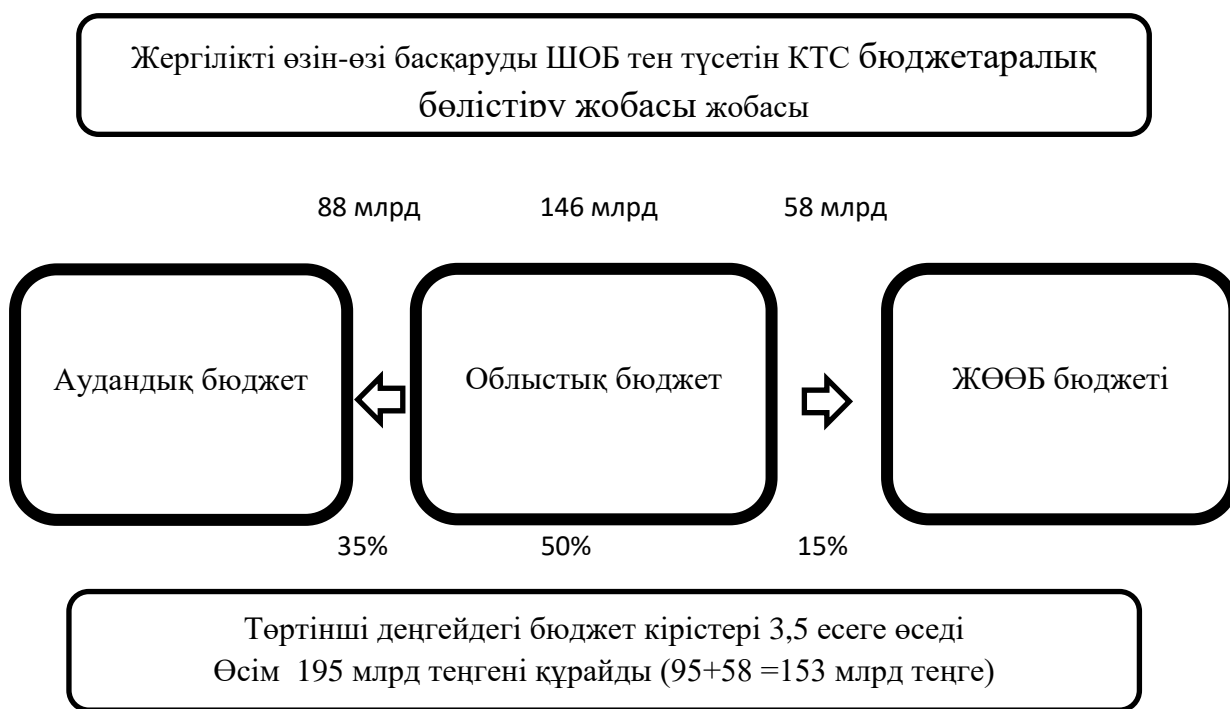 Жергілікті өзін-өзі басқаруды ШОБ тен түсетін КТС бюджетаралық
бөлістіру жобасы жобасы
88 млрд 146 млрд 58 млрд
Аудандық бюджет Облыстық бюджет ЖӨӨБ бюджеті
35% 50% 15%
Төртінші деңгейдегі бюджет кірістері 3,5 есеге өседі
Өсім 195 млрд теңгені құрайды (95+58 =153 млрд теңге)